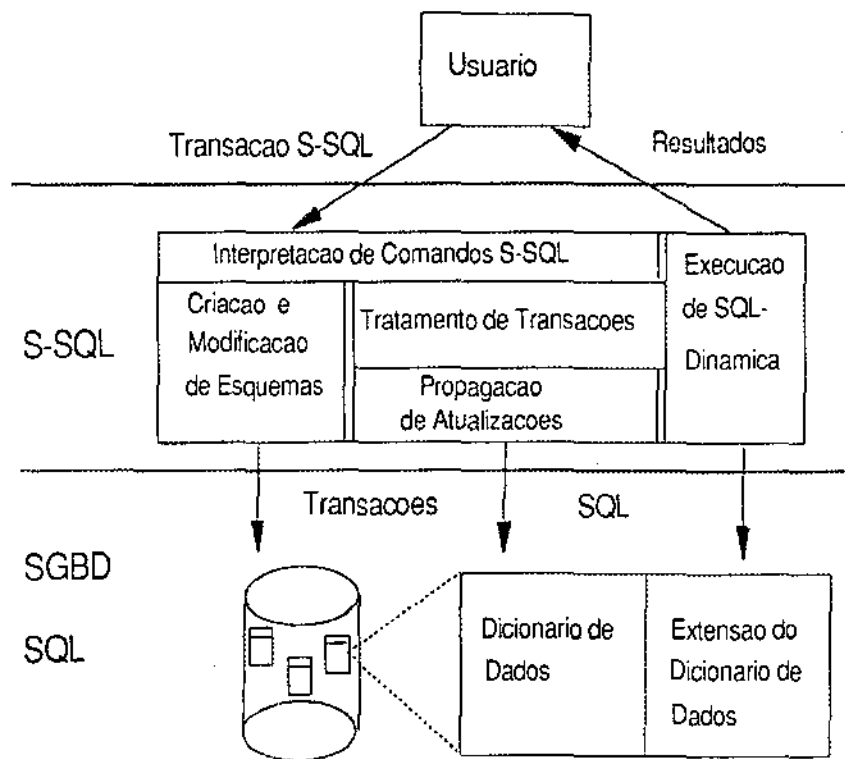 Usuario
Transacao S-SQL
Resultados
Interpretacao de Comandos S-SQL
Execucao
de SQL-
Dinamica
S-SQL
Criacao e
Modificacao
de Esquemas
Tratamento de Transacoes
Propagacao
de Atualizacoes
Transacoes
SQL
SGBD
SQL
Dicionario de
Dados
Extensao do
Dicionario de
Dados